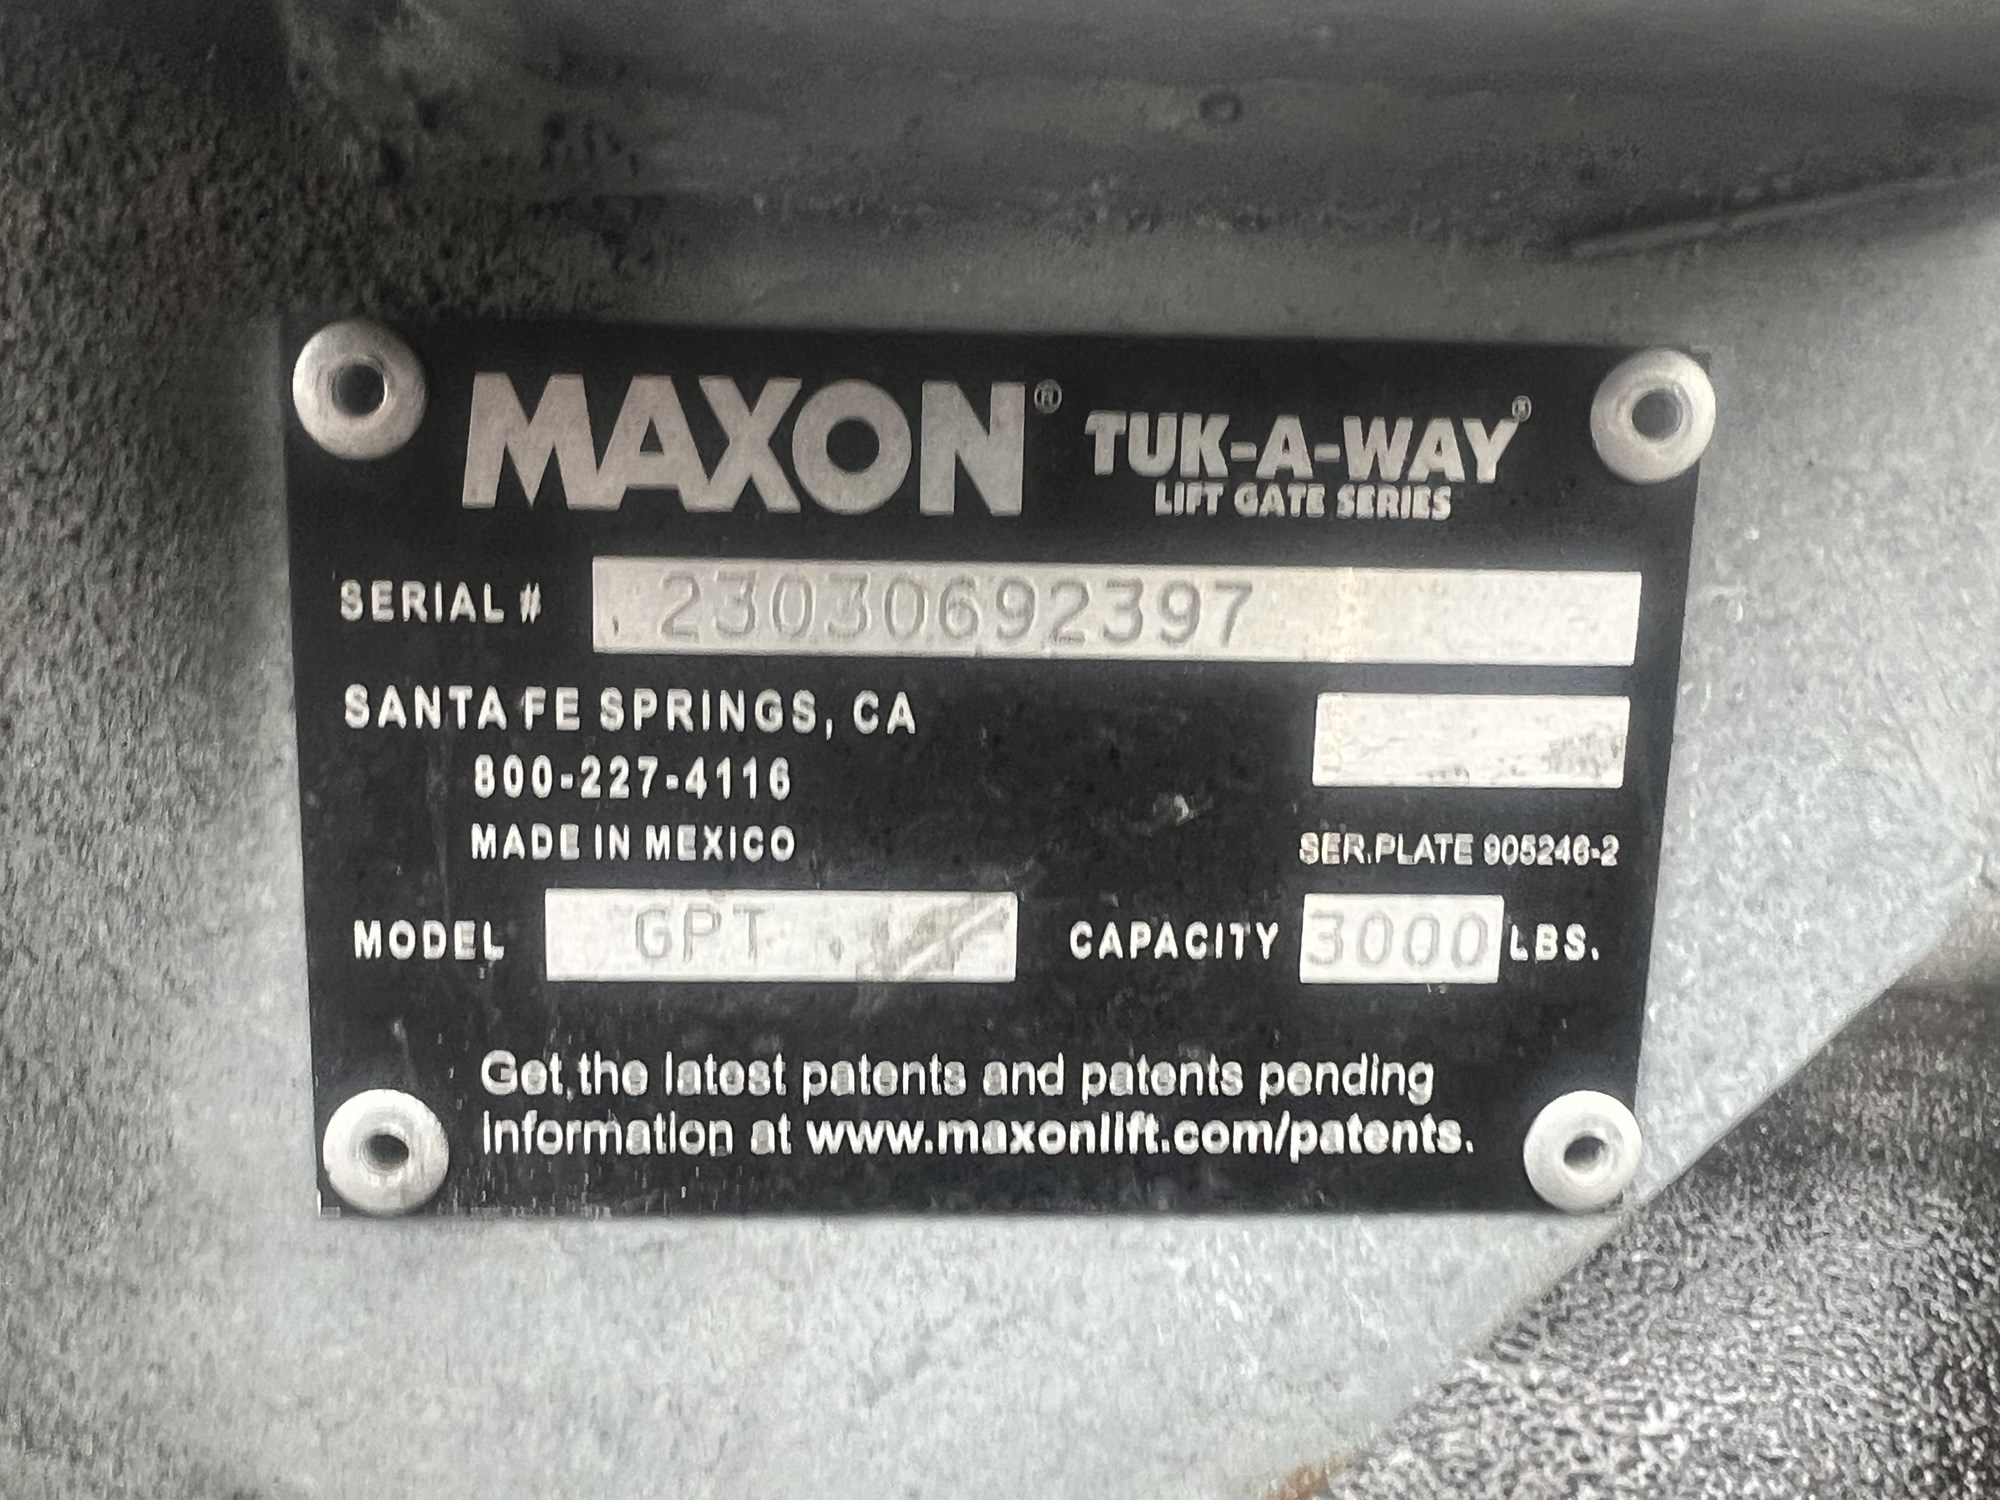 MAXON® TUK-A-WAY®
LIFT GATE SERIES
SERIAL # 23030692397
SANTA FE SPRINGS, CA
800-227-4116
MADE IN MEXICO
SER.PLATE 905246-2
MODEL GPT CAPACITY 3000 LBS.
Get the latest patents and patents pending
information at www.maxonlift.com/patents.